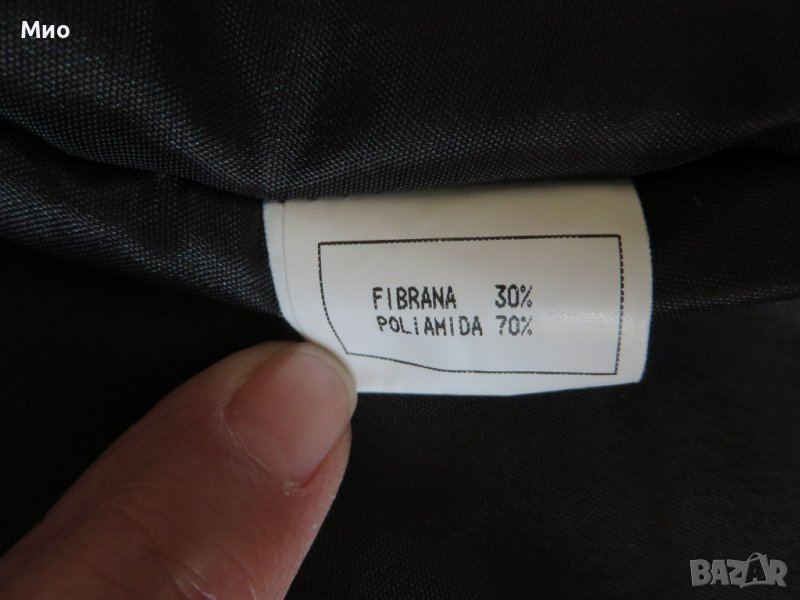 Мио
FIBRANA 30%
POLIAMIDA 70%
BAZAR